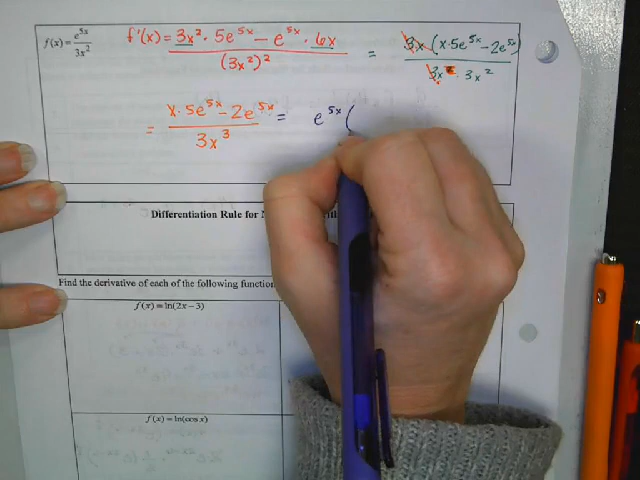 f(x) = e^{5x} / 3x^2
f'(x) = 3x^2 · 5e^{5x} - e^{5x} · 6x / (3x^2)^2 = 3x (x·5e^{5x} - 2e^{5x}) / 3x · 3x^2
= x·5e^{5x} - 2e^{5x} / 3x^3 = e^{5x} (
Differentiation Rule for
Find the derivative of each of the following
f(x) = ln(2x - 3)
f(x) = ln(cos x)